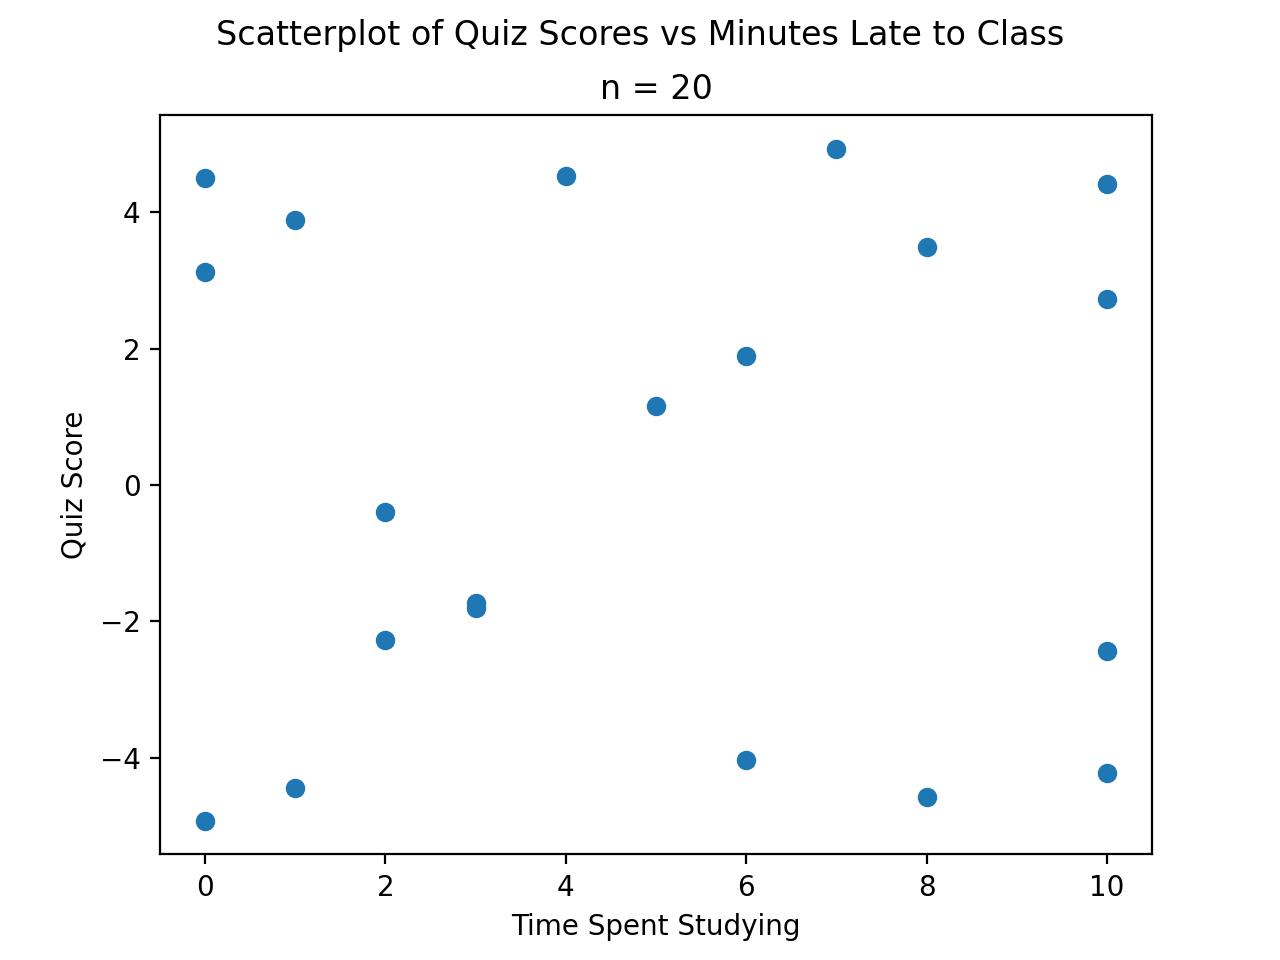 Scatterplot of Quiz Scores vs Minutes Late to Class
n = 20
4
2
0
−2
−4
Quiz Score
0 2 4 6 8 10
Time Spent Studying